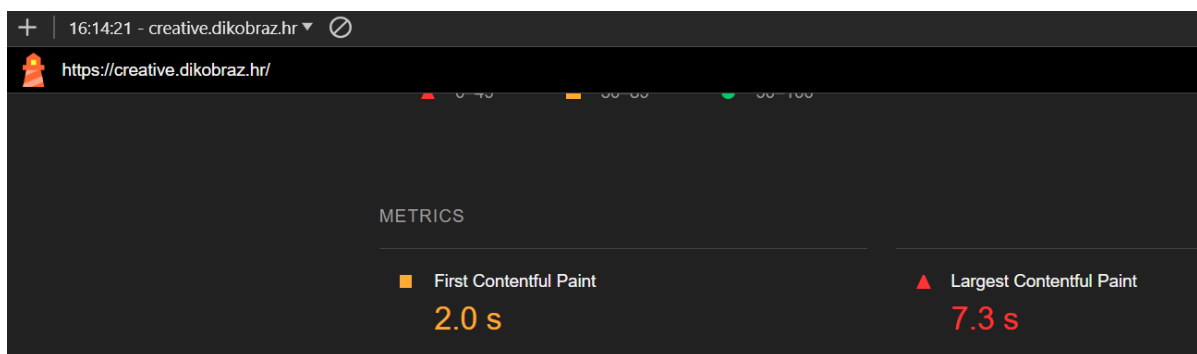 16:14:21 - creative.dikobraz.hr
https://creative.dikobraz.hr/
METRICS
First Contentful Paint
Largest Contentful Paint
2.0 s
7.3 s